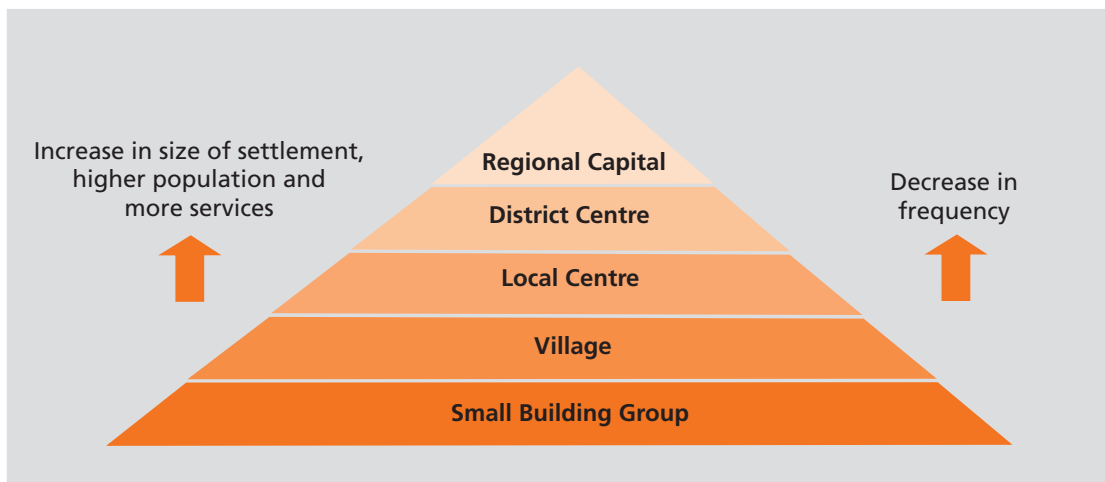 Increase in size of settlement,
higher population and
more services
Regional Capital
District Centre
Local Centre
Village
Small Building Group
Decrease in
frequency